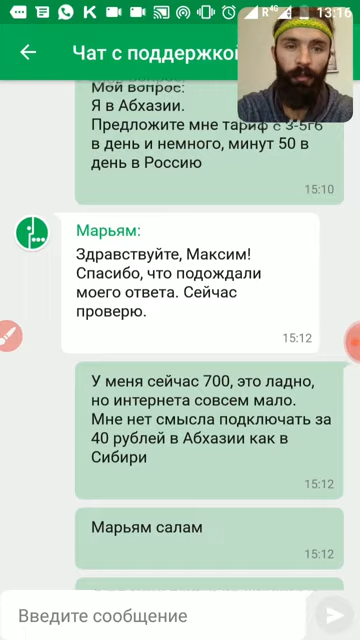 R 4G 13:16
Чат с поддержкой
Мой вопрос:
Я в Абхазии.
Предложите мне тариф с 3-5гб
в день и немного, минут 50 в
день в Россию
15:10
Марьям:
Здравствуйте, Максим!
Спасибо, что подождали
моего ответа. Сейчас
проверю.
15:12
У меня сейчас 700, это ладно,
но интернета совсем мало.
Мне нет смысла подключать за
40 рублей в Абхазии как в
Сибири
15:12
Марьям салам
15:12
Введите сообщение